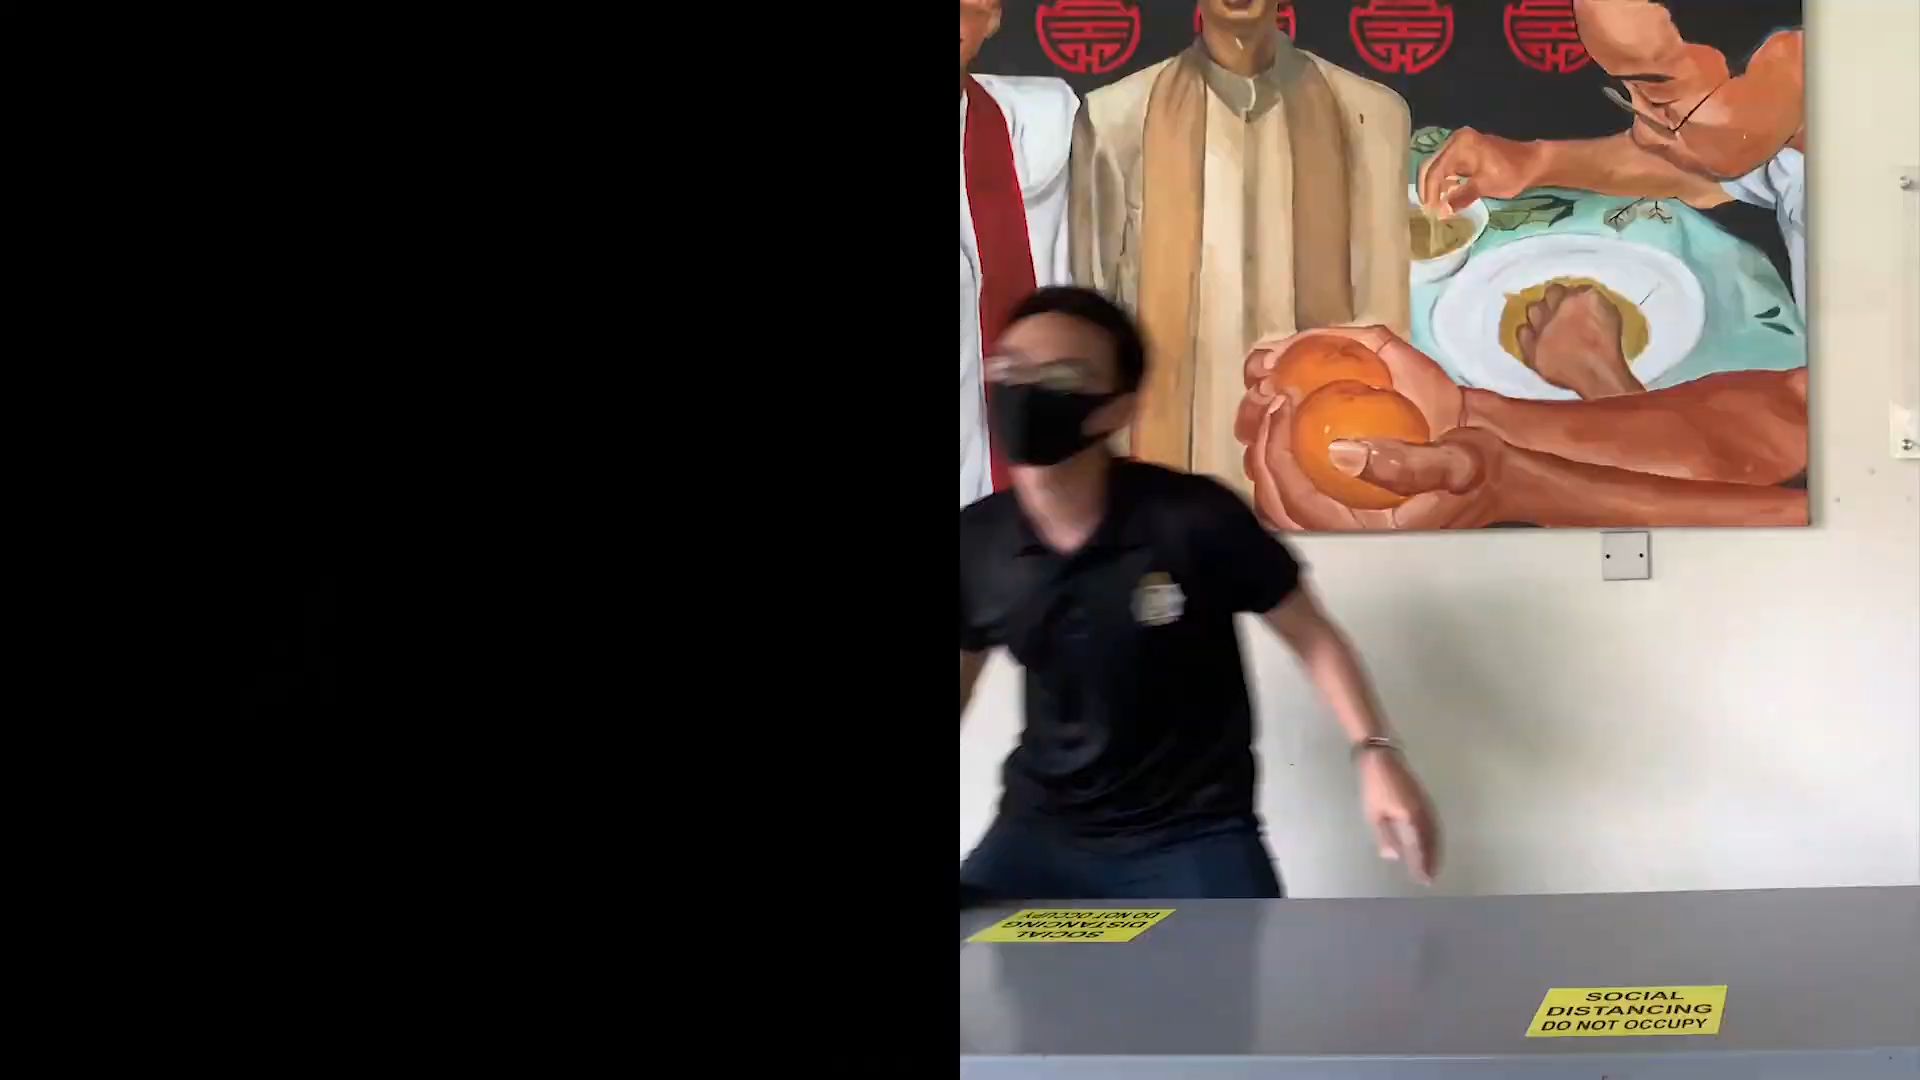 SOCIAL
DISTANCING
DO NOT OCCUPY
SOCIAL
DISTANCING
DO NOT OCCUPY